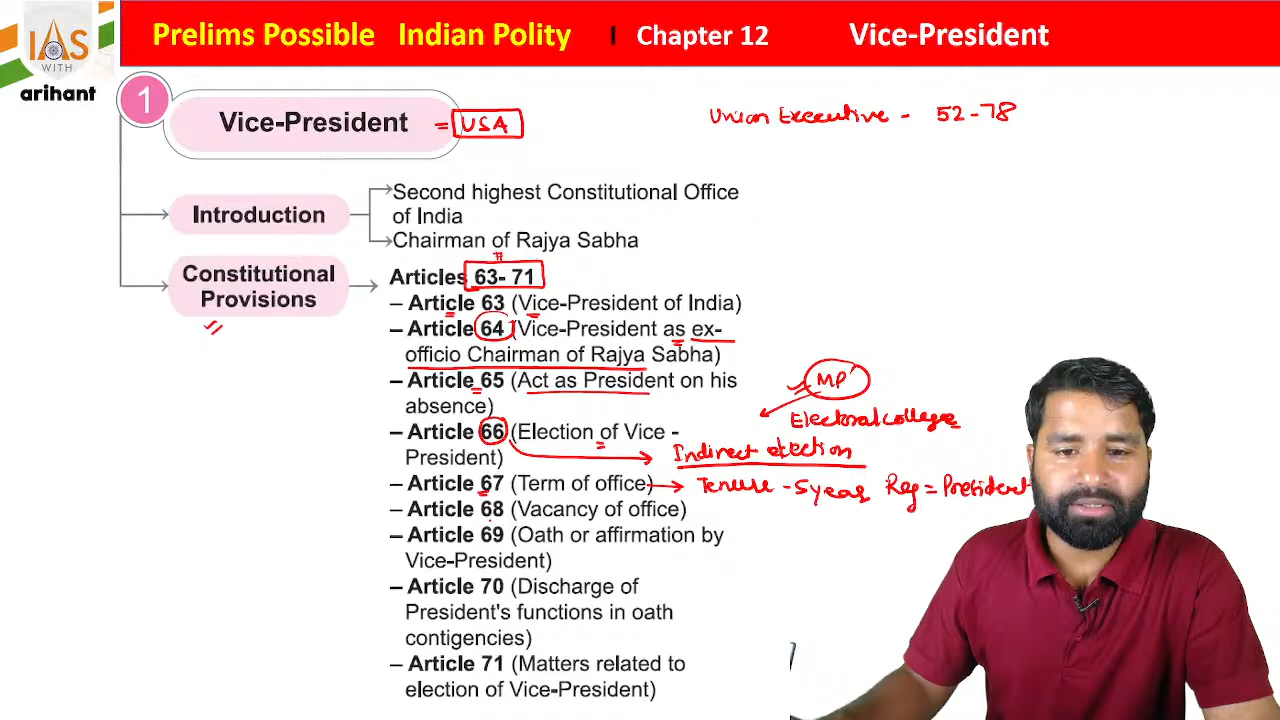 IAS
WITH
arihant
Prelims Possible Indian Polity Chapter 12 Vice-President
1
Vice-President = USA
Union Executive - 52-78
Introduction
Second highest Constitutional Office
of India
Chairman of Rajya Sabha
Constitutional
Provisions
Articles 63- 71
– Article 63 (Vice-President of India)
– Article 64 (Vice-President as ex-
officio Chairman of Rajya Sabha)
– Article 65 (Act as President on his
absence)
– Article 66 (Election of Vice -
President)
– Article 67 (Term of office)
– Article 68 (Vacancy of office)
– Article 69 (Oath or affirmation by
Vice-President)
– Article 70 (Discharge of
President's functions in oath
contigencies)
– Article 71 (Matters related to
election of Vice-President)
MP
Electoral college
Indirect election
Tenure - 5 year Reg = President